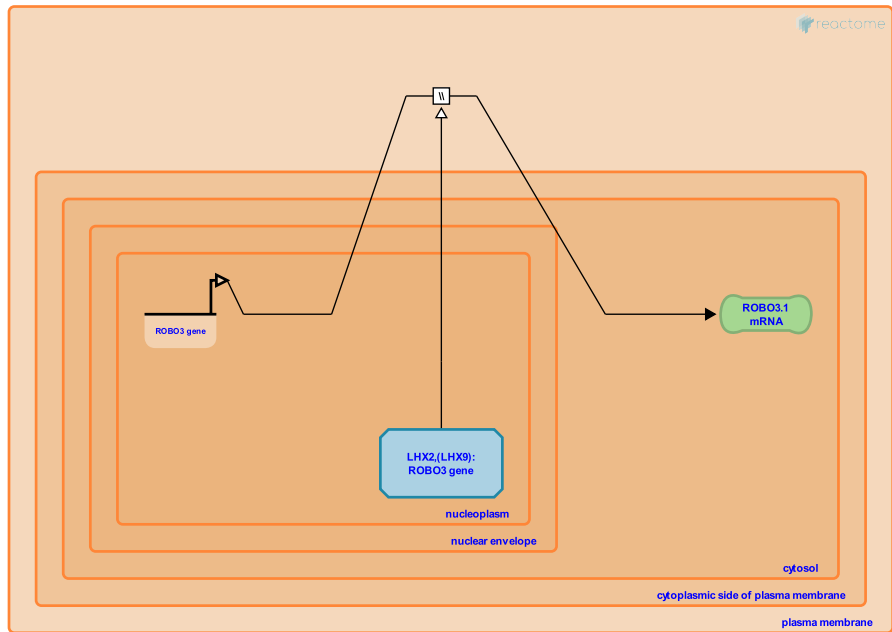 reactome
\\
ROBO3 gene
ROBO3.1
mRNA
LHX2,(LHX9):
ROBO3 gene
nucleoplasm
nuclear envelope
cytosol
cytoplasmic side of plasma membrane
plasma membrane